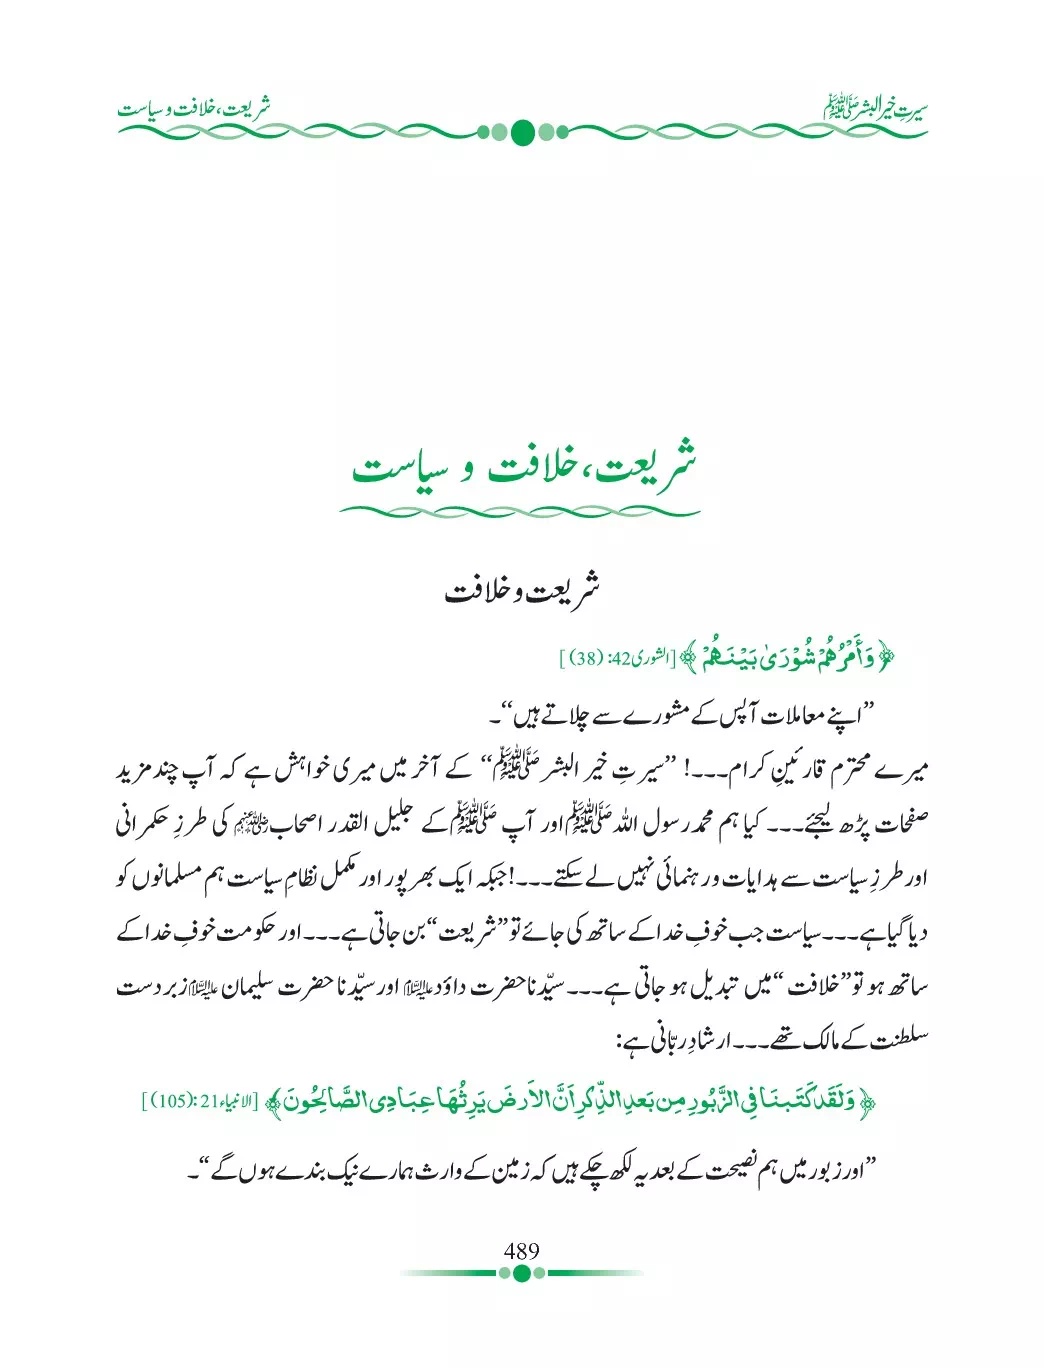 سیرتِ خیر البشر ﷺ
شریعت، خلافت و سیاست
شریعت، خلافت و سیاست
شریعت و خلافت
﴿وَأَمْرُهُمْ شُوْرَىٰ بَيْنَهُمْ﴾ [الشوری 42: (38)]
”اپنے معاملات آپس کے مشورے سے چلاتے ہیں“۔
میرے محترم قارئینِ کرام۔۔۔! ”سیرتِ خیر البشر ﷺ“ کے آخر میں میری خواہش ہے کہ آپ چند مزید
صفحات پڑھ لیجئے۔۔۔ کیا ہم محمد رسول اللہ ﷺ اور آپ ﷺ کے جلیل القدر اصحاب رضی اللہ عنہم کی طرزِ حکمرانی
اور طرزِ سیاست سے ہدایات و رہنمائی نہیں لے سکتے۔۔۔! جبکہ ایک بھرپور اور مکمل نظامِ سیاست ہم مسلمانوں کو
دیا گیا ہے۔۔۔ سیاست جب خوفِ خدا کے ساتھ کی جائے تو ”شریعت“ بن جاتی ہے۔۔۔ اور حکومت خوفِ خدا کے
ساتھ ہو تو ”خلافت“ میں تبدیل ہو جاتی ہے۔۔۔ سیّدنا حضرت داؤد علیہ السلام اور سیّدنا حضرت سلیمان علیہ السلام زبردست
سلطنت کے مالک تھے۔۔۔ ارشادِ ربّانی ہے:
﴿وَلَقَد كَتَبنَا فِى الزَّبُورِ مِن بَعدِ الذِّكرِ اَنَّ الاَرضَ يَرِثُهَا عِبَادِى الصَّالِحُونَ﴾ [الانبیاء 21: (105)]
”اور زبور میں ہم نصیحت کے بعد یہ لکھ چکے ہیں کہ زمین کے وارث ہمارے نیک بندے ہوں گے“۔
489